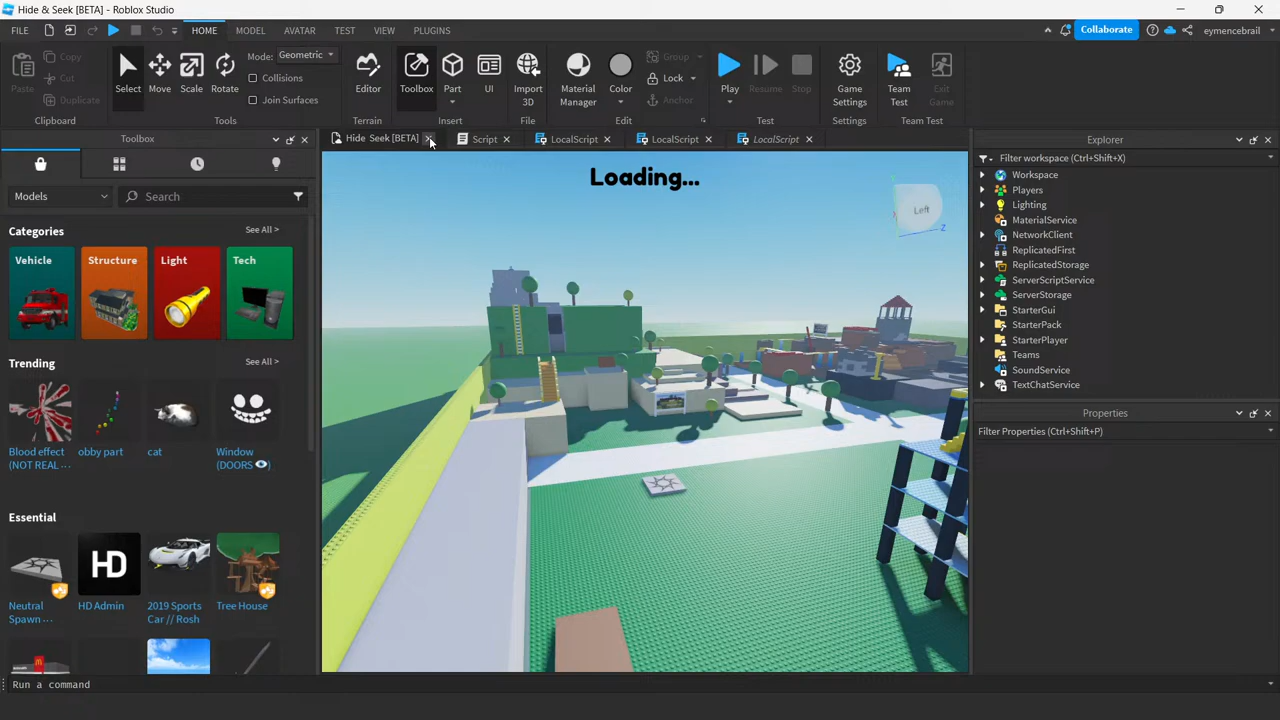 Hide & Seek [BETA] - Roblox Studio
FILE
HOME
MODEL
AVATAR
TEST
VIEW
PLUGINS
Collaborate
eymencebrail
Paste
Copy
Cut
Duplicate
Clipboard
Select
Move
Scale
Rotate
Mode:
Geometric
Collisions
Join Surfaces
Tools
Editor
Terrain
Toolbox
Part
UI
Insert
Import
3D
File
Material
Manager
Color
Group
Lock
Anchor
Edit
Play
Resume
Stop
Test
Game
Settings
Settings
Team
Test
Exit
Game
Team Test
Toolbox
Hide Seek [BETA]
Script
LocalScript
LocalScript
LocalScript
Explorer
Models
Search
Categories
See All >
Vehicle
Structure
Light
Tech
Trending
See All >
Blood effect
(NOT REAL ...
obby part
cat
Window
(DOORS
Essential
See All >
HD
Neutral
Spawn ...
HD Admin
2019 Sports
Car // Rosh
Tree House
Loading...
Left
Z
Filter workspace (Ctrl+Shift+X)
Workspace
Players
Lighting
MaterialService
NetworkClient
ReplicatedFirst
ReplicatedStorage
ServerScriptService
ServerStorage
StarterGui
StarterPack
StarterPlayer
Teams
SoundService
TextChatService
Properties
Filter Properties (Ctrl+Shift+P)
Run a command